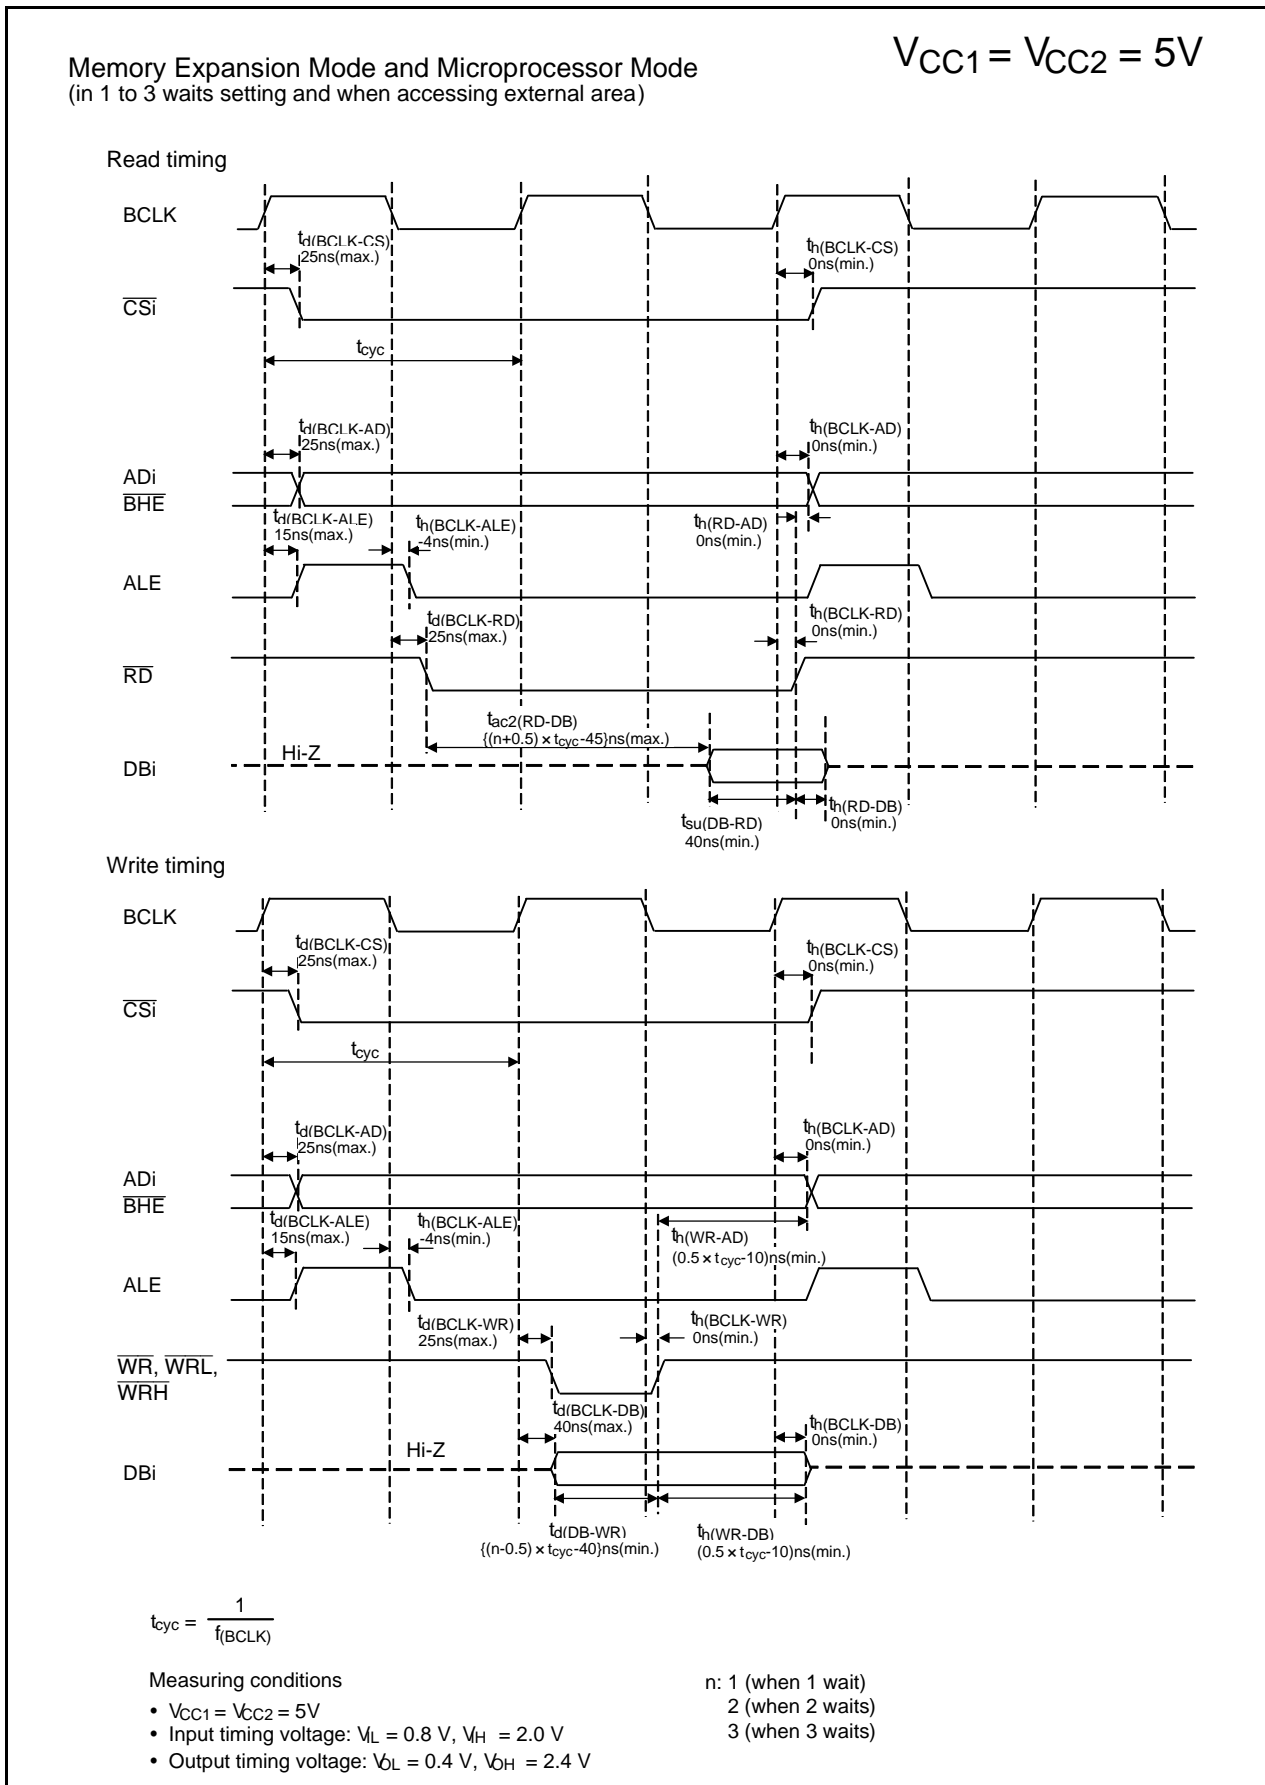 VCC1 = VCC2 = 5V
Memory Expansion Mode and Microprocessor Mode
(in 1 to 3 waits setting and when accessing external area)
Read timing
BCLK
td(BCLK-CS)
25ns(max.)
th(BCLK-CS)
0ns(min.)
CSi
tcyc
td(BCLK-AD)
25ns(max.)
th(BCLK-AD)
0ns(min.)
ADi
BHE
td(BCLK-ALE)
15ns(max.)
th(BCLK-ALE)
-4ns(min.)
th(RD-AD)
0ns(min.)
ALE
td(BCLK-RD)
25ns(max.)
th(BCLK-RD)
0ns(min.)
RD
tac2(RD-DB)
{(n+0.5) × tcyc-45}ns(max.)
Hi-Z
DBi
tsu(DB-RD)
40ns(min.)
th(RD-DB)
0ns(min.)
Write timing
BCLK
td(BCLK-CS)
25ns(max.)
th(BCLK-CS)
0ns(min.)
CSi
tcyc
td(BCLK-AD)
25ns(max.)
th(BCLK-AD)
0ns(min.)
ADi
BHE
td(BCLK-ALE)
15ns(max.)
th(BCLK-ALE)
-4ns(min.)
th(WR-AD)
(0.5 × tcyc-10)ns(min.)
ALE
td(BCLK-WR)
25ns(max.)
th(BCLK-WR)
0ns(min.)
WR, WRL,
WRH
td(BCLK-DB)
40ns(max.)
th(BCLK-DB)
0ns(min.)
Hi-Z
DBi
td(DB-WR)
{(n-0.5) × tcyc-40}ns(min.)
th(WR-DB)
(0.5 × tcyc-10)ns(min.)
tcyc = 1 / f(BCLK)
Measuring conditions
• VCC1 = VCC2 = 5V
• Input timing voltage: VIL = 0.8 V, VIH = 2.0 V
• Output timing voltage: VOL = 0.4 V, VOH = 2.4 V
n: 1 (when 1 wait)
2 (when 2 waits)
3 (when 3 waits)